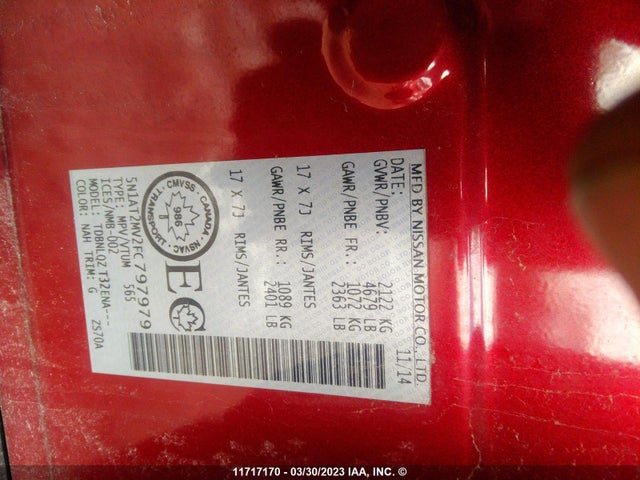 MFD BY NISSAN MOTOR CO., LTD.
DATE: 11/14
GVWR/PNBV: 2122 KG
4679 LB
GAWR/PNBE FR.: 1072 KG
2363 LB
17 X 7J RIMS/JANTES
GAWR/PNBE RR.: 1089 KG
2401 LB
17 X 7J RIMS/JANTES
CMVSS · CANADA · NSVAC · TRANSPORT
986
E C
5N1AT2MV2FC797979
TYPE: MPV/VTUM 565
ICES/NMB-002
MODEL: TDBNLQZ T32ENA---
COLOR: NAH TRIM: G ZS70A
11717170 - 03/30/2023 IAA, INC. ©